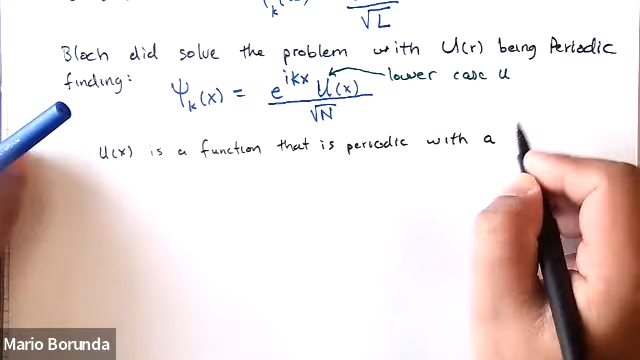 √L
Bloch did solve the problem with U(r) being Periodic
finding: ψ_k(x) = e^{ikx} u(x) / √N ← lower case u
u(x) is a function that is periodic with a
Mario Borunda